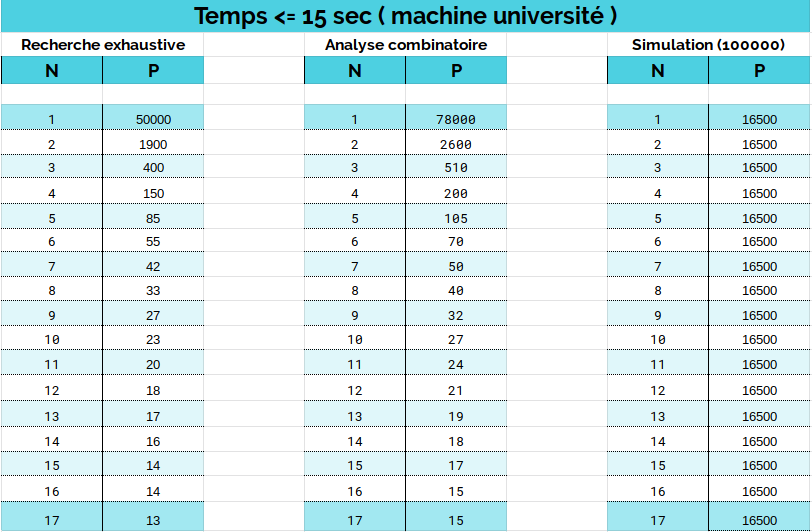 Temps <= 15 sec ( machine université )
Recherche exhaustive Analyse combinatoire Simulation (100000)
N P N P N P
1 50000 1 78000 1 16500
2 1900 2 2600 2 16500
3 400 3 510 3 16500
4 150 4 200 4 16500
5 85 5 105 5 16500
6 55 6 70 6 16500
7 42 7 50 7 16500
8 33 8 40 8 16500
9 27 9 32 9 16500
10 23 10 27 10 16500
11 20 11 24 11 16500
12 18 12 21 12 16500
13 17 13 19 13 16500
14 16 14 18 14 16500
15 14 15 17 15 16500
16 14 16 15 16 16500
17 13 17 15 17 16500